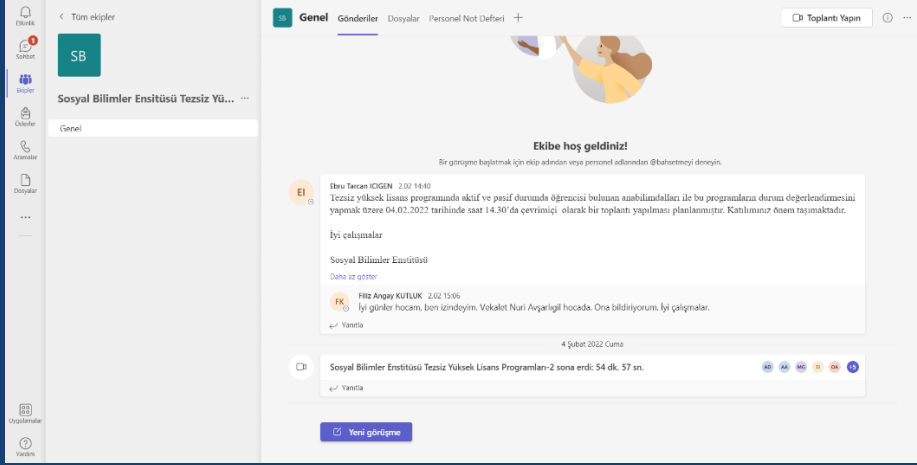 Etkinlik
Sohbet
1
Ekipler
Ödevler
Aramalar
Dosyalar
Uygulamalar
Yardım
Tüm ekipler
SB
Sosyal Bilimler Ensitüsü Tezsiz Yü... ...
Genel
SB Genel Gönderiler Dosyalar Personel Not Defteri + Toplantı Yapın
Ekibe hoş geldiniz!
Bir görüşme başlatmak için ekip adından veya personel adlarından @bahsetmeyi deneyin.
EI
Ebru Tarcan ICIGEN 2.02 14:40
Tezsiz yüksek lisans programında aktif ve pasif durumda öğrencisi bulunan anabilimdalları ile bu programların durum değerlendirmesini
yapmak üzere 04.02.2022 tarihinde saat 14.30'da çevrimiçi olarak bir toplantı yapılması planlanmıştır. Katılımınız önem taşımaktadır.
İyi çalışmalar
Sosyal Bilimler Enstitüsü
Daha az göster
FK
Filiz Angay KUTLUK 2.02 15:06
İyi günler hocam, ben izindeyim. Vekalet Nuri Avşarlıgil hocada. Ona bildiriyorum. İyi çalışmalar.
Yanıtla
4 Şubat 2022 Cuma
Sosyal Bilimler Enstitüsü Tezsiz Yüksek Lisans Programları-2 sona erdi: 54 dk. 57 sn. AD AA MC
Yanıtla
Yeni görüşme